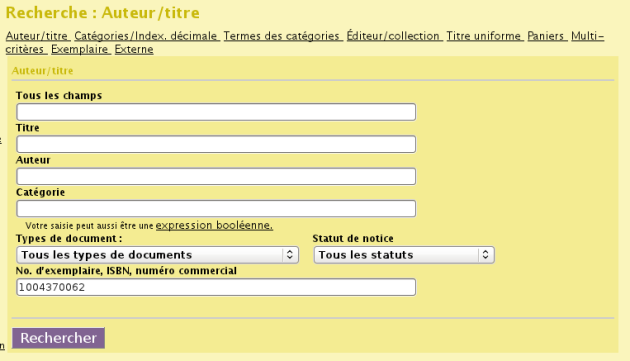 Recherche : Auteur/titre
Auteur/titre Catégories/Index. décimale Termes des catégories Éditeur/collection Titre uniforme Paniers Multi-
critères Exemplaire Externe
Auteur/titre
Tous les champs
Titre
Auteur
Catégorie
Votre saisie peut aussi être une expression booléenne.
Types de document : Statut de notice
Tous les types de documents Tous les statuts
No. d'exemplaire, ISBN, numéro commercial
1004370062
Rechercher